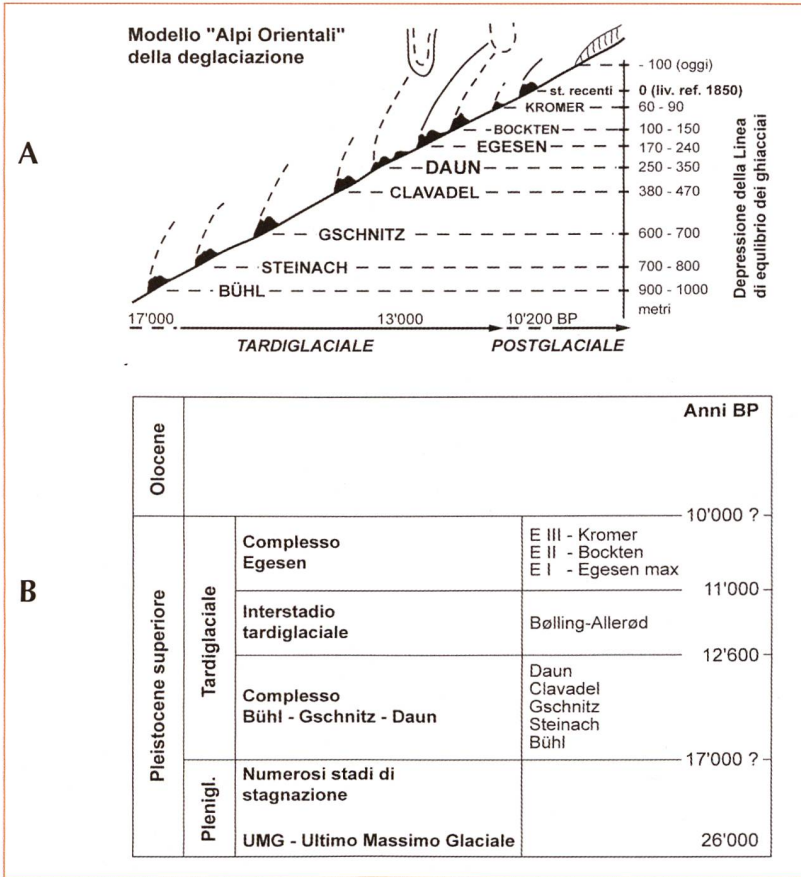 A
Modello "Alpi Orientali"
della deglaciazione
- 100 (oggi)
st. recenti 0 (liv. ref. 1850)
KROMER 60 - 90
BOCKTEN 100 - 150
EGESEN 170 - 240
DAUN 250 - 350
CLAVADEL 380 - 470
GSCHNITZ 600 - 700
STEINACH 700 - 800
BÜHL 900 - 1000
metri
Depressione della Linea
di equlibrio dei ghiacciai
17'000 13'000 10'200 BP
TARDIGLACIALE POSTGLACIALE
B
Anni BP
Olocene
10'000 ?
Pleistocene superiore
Tardiglaciale
Complesso
Egesen
E III - Kromer
E II - Bockten
E I - Egesen max
11'000
Interstadio
tardiglaciale
Bølling-Allerød
12'600
Complesso
Bühl - Gschnitz - Daun
Daun
Clavadel
Gschnitz
Steinach
Bühl
17'000 ?
Plenigl.
Numerosi stadi di
stagnazione
UMG - Ultimo Massimo Glaciale 26'000